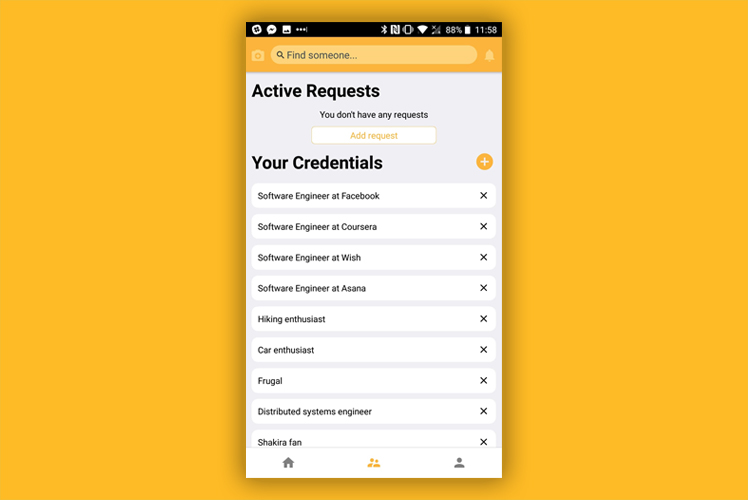 88% 11:58
Find someone...
Active Requests
You don't have any requests
Add request
Your Credentials
Software Engineer at Facebook
Software Engineer at Coursera
Software Engineer at Wish
Software Engineer at Asana
Hiking enthusiast
Car enthusiast
Frugal
Distributed systems engineer
Shakira fan